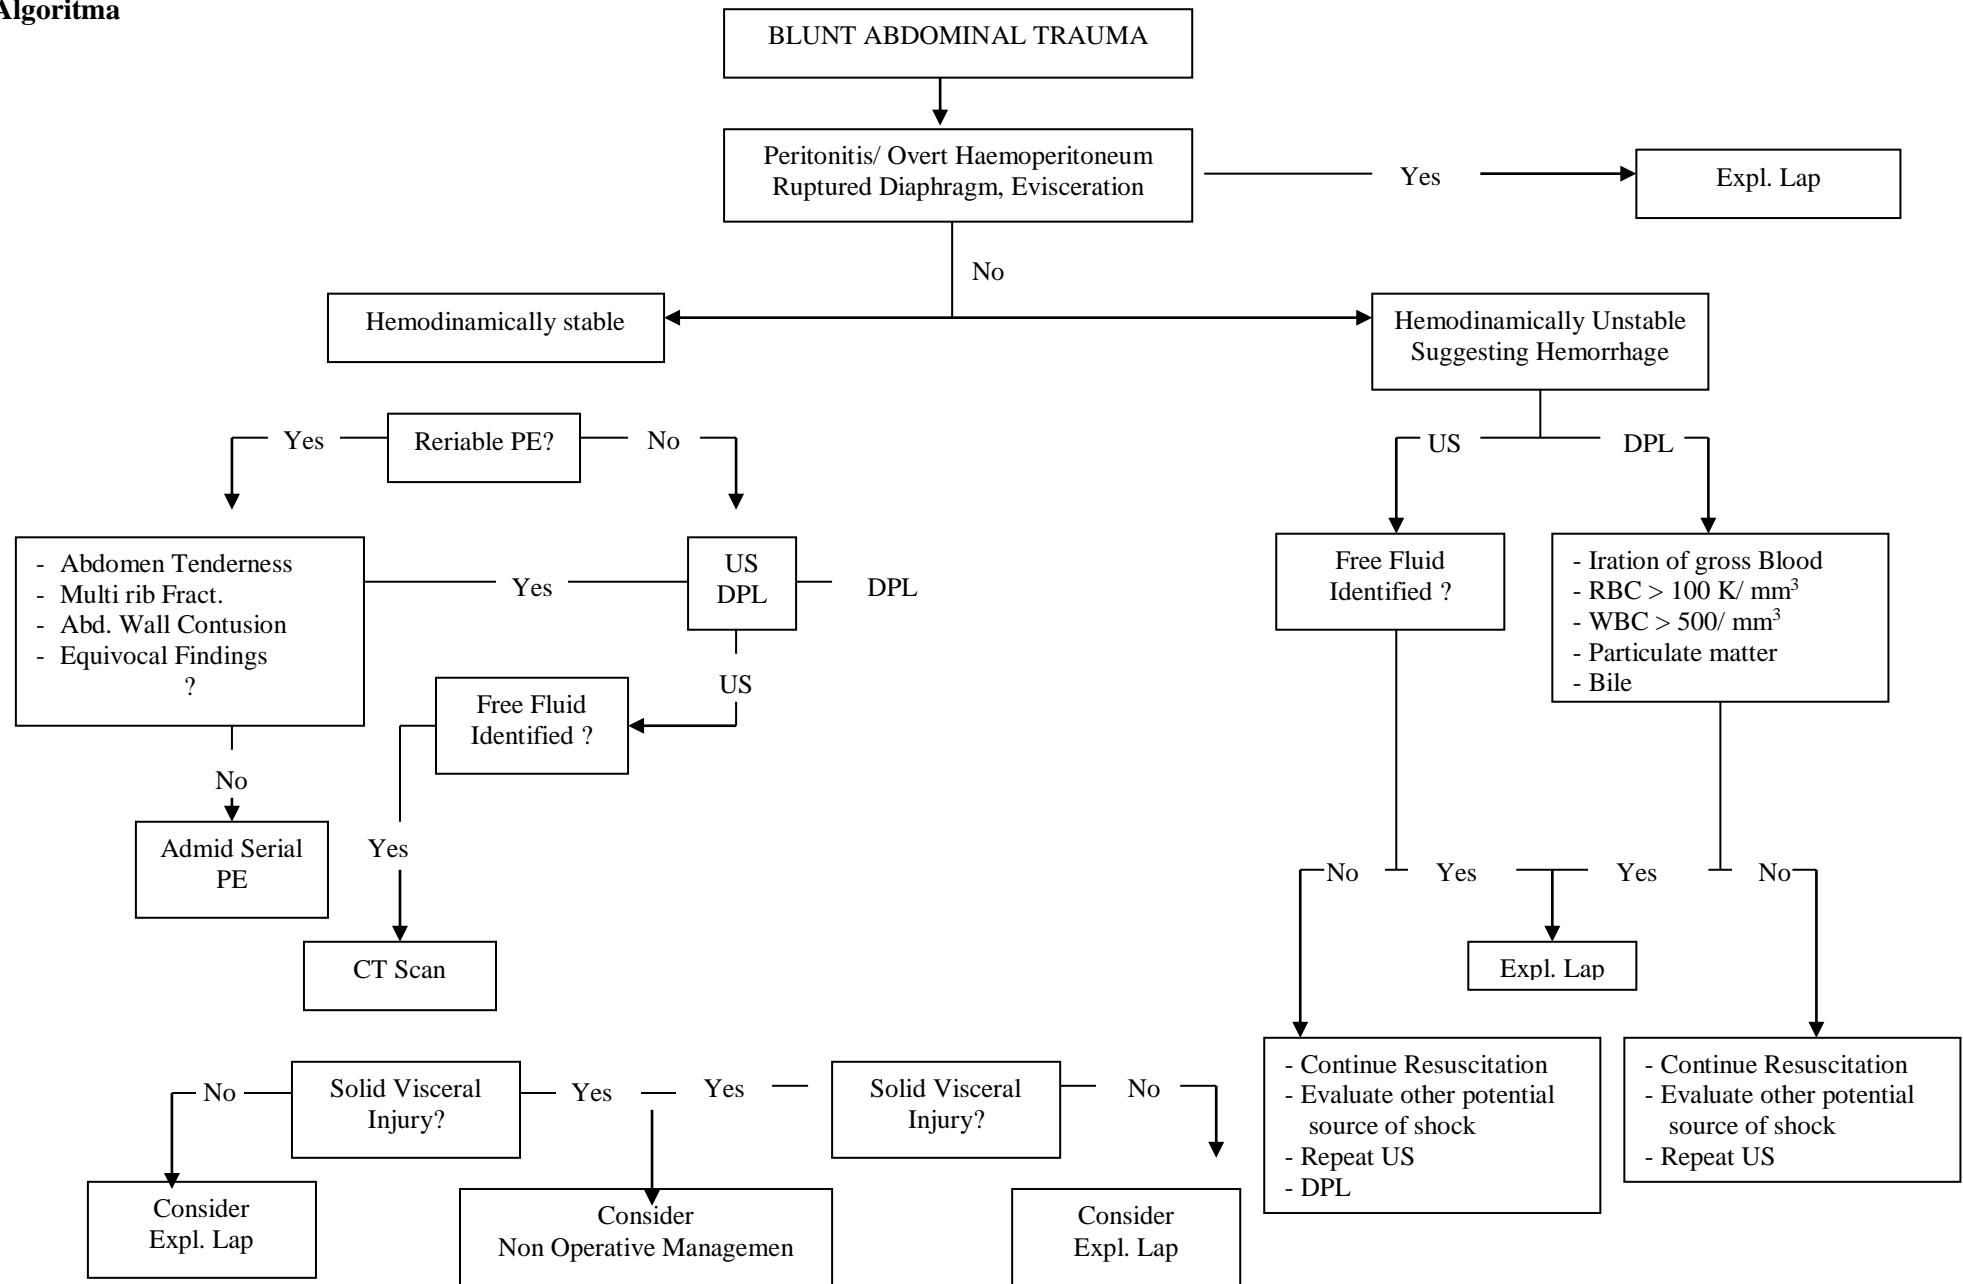 Algoritma
BLUNT ABDOMINAL TRAUMA
Peritonitis/ Overt Haemoperitoneum
Ruptured Diaphragm, Evisceration
Yes
Expl. Lap
No
Hemodinamically stable
Hemodinamically Unstable
Suggesting Hemorrhage
Yes
Reriable PE?
No
US
DPL
- Abdomen Tenderness
- Multi rib Fract.
- Abd. Wall Contusion
- Equivocal Findings
?
Yes
US
DPL
DPL
Free Fluid
Identified ?
- Iration of gross Blood
- RBC > 100 K/ mm³
- WBC > 500/ mm³
- Particulate matter
- Bile
US
Free Fluid
Identified ?
No
Admid Serial
PE
Yes
CT Scan
No
Yes
Yes
No
Expl. Lap
No
Solid Visceral
Injury?
Yes
Yes
Solid Visceral
Injury?
No
- Continue Resuscitation
- Evaluate other potential
source of shock
- Repeat US
- DPL
- Continue Resuscitation
- Evaluate other potential
source of shock
- Repeat US
Consider
Expl. Lap
Consider
Non Operative Managemen
Consider
Expl. Lap